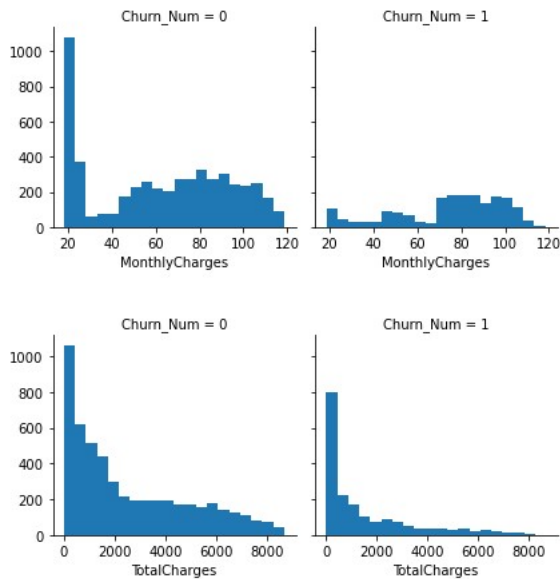 Churn_Num = 0
Churn_Num = 1
1000
800
600
400
200
0
20 40 60 80 100 120
20 40 60 80 100 120
MonthlyCharges
MonthlyCharges
Churn_Num = 0
Churn_Num = 1
1000
800
600
400
200
0
0 2000 4000 6000 8000
0 2000 4000 6000 8000
TotalCharges
TotalCharges